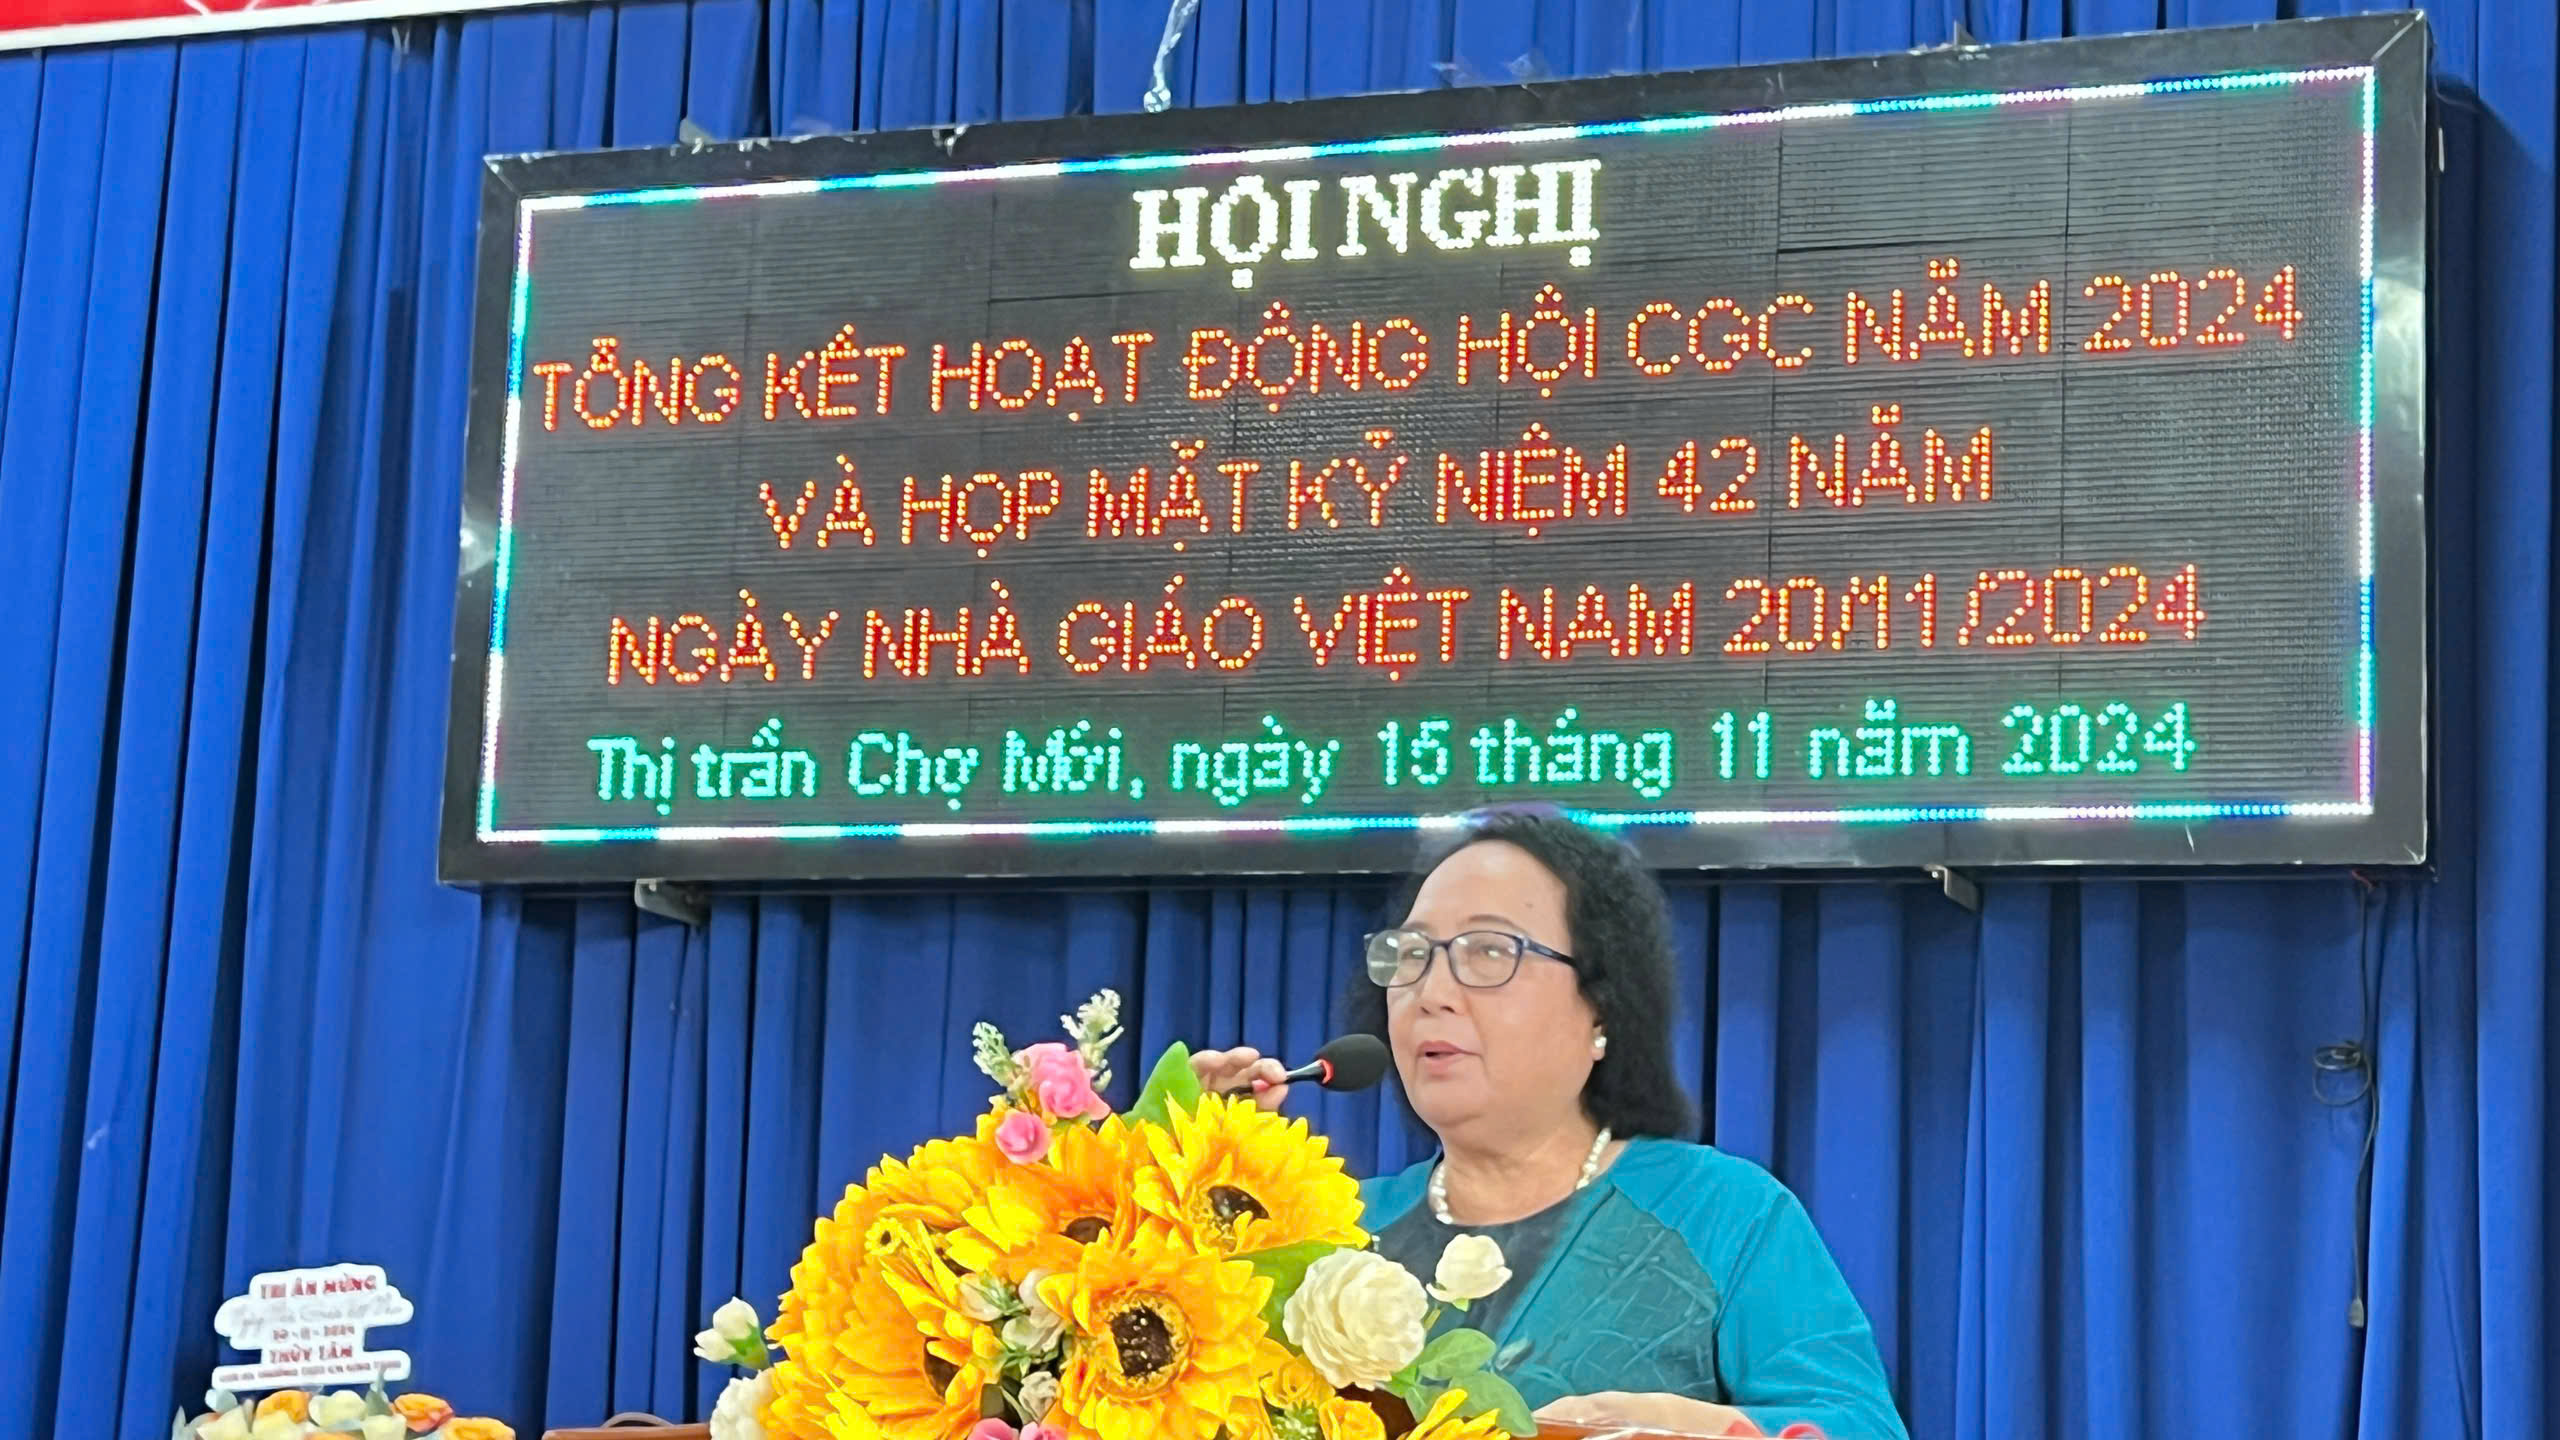 HỘI NGHỊ
TỔNG KẾT HOẠT ĐỘNG HỘI CGC NĂM 2024
VÀ HỌP MẶT KỶ NIỆM 42 NĂM
NGÀY NHÀ GIÁO VIỆT NAM 20/11/2024
Thị trấn Chợ Mới, ngày 15 tháng 11 năm 2024
TRI ÂN MỪNG
THỦY LÂM